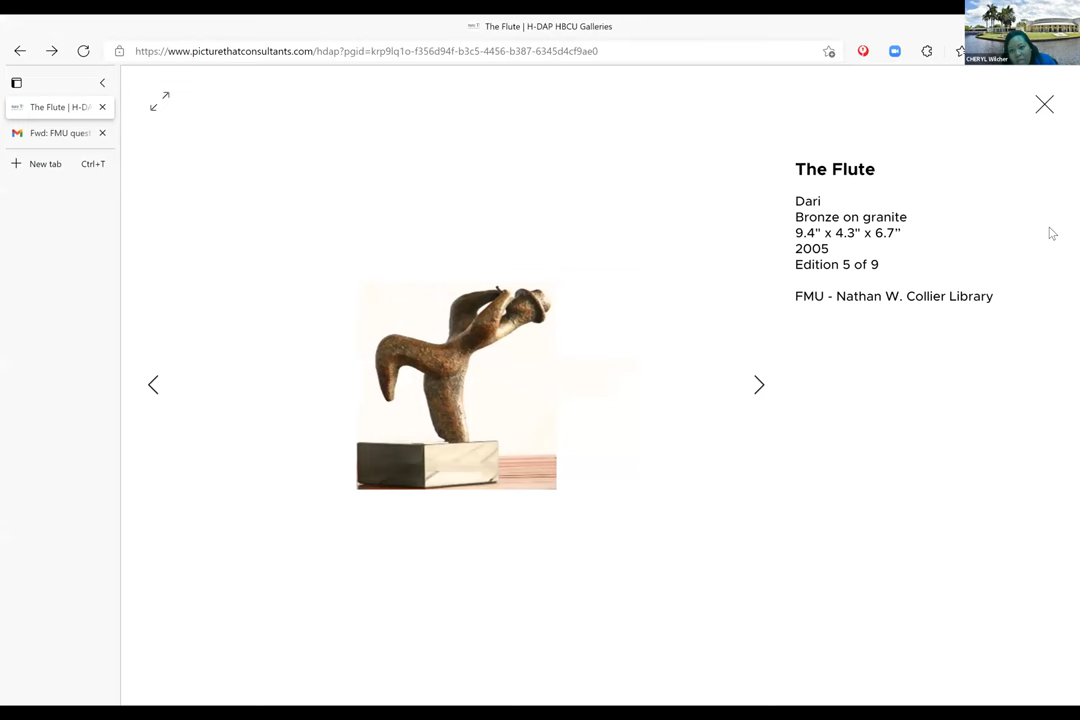 The Flute | H-DAP HBCU Galleries
https://www.picturethatconsultants.com/hdap?pgid=krp9lq1o-f356d94f-b3c5-4456-b387-6345d4cf9ae0
CHERYL Wilcher
The Flute | H-DA
Fwd: FMU quest
New tab Ctrl+T
The Flute
Dari
Bronze on granite
9.4" x 4.3" x 6.7"
2005
Edition 5 of 9
FMU - Nathan W. Collier Library